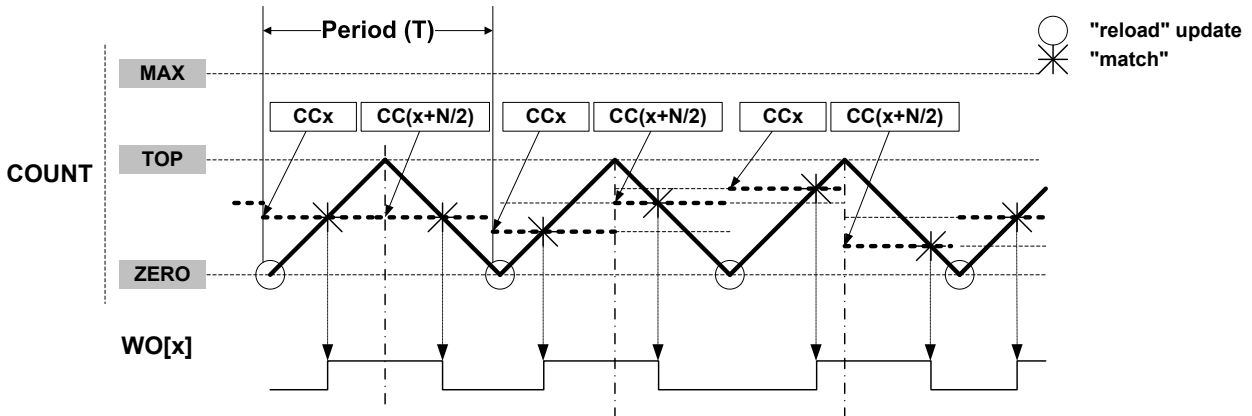 Period (T)
"reload" update
"match"
MAX
CCx
CC(x+N/2)
CCx
CC(x+N/2)
CCx
CC(x+N/2)
TOP
COUNT
ZERO
WO[x]